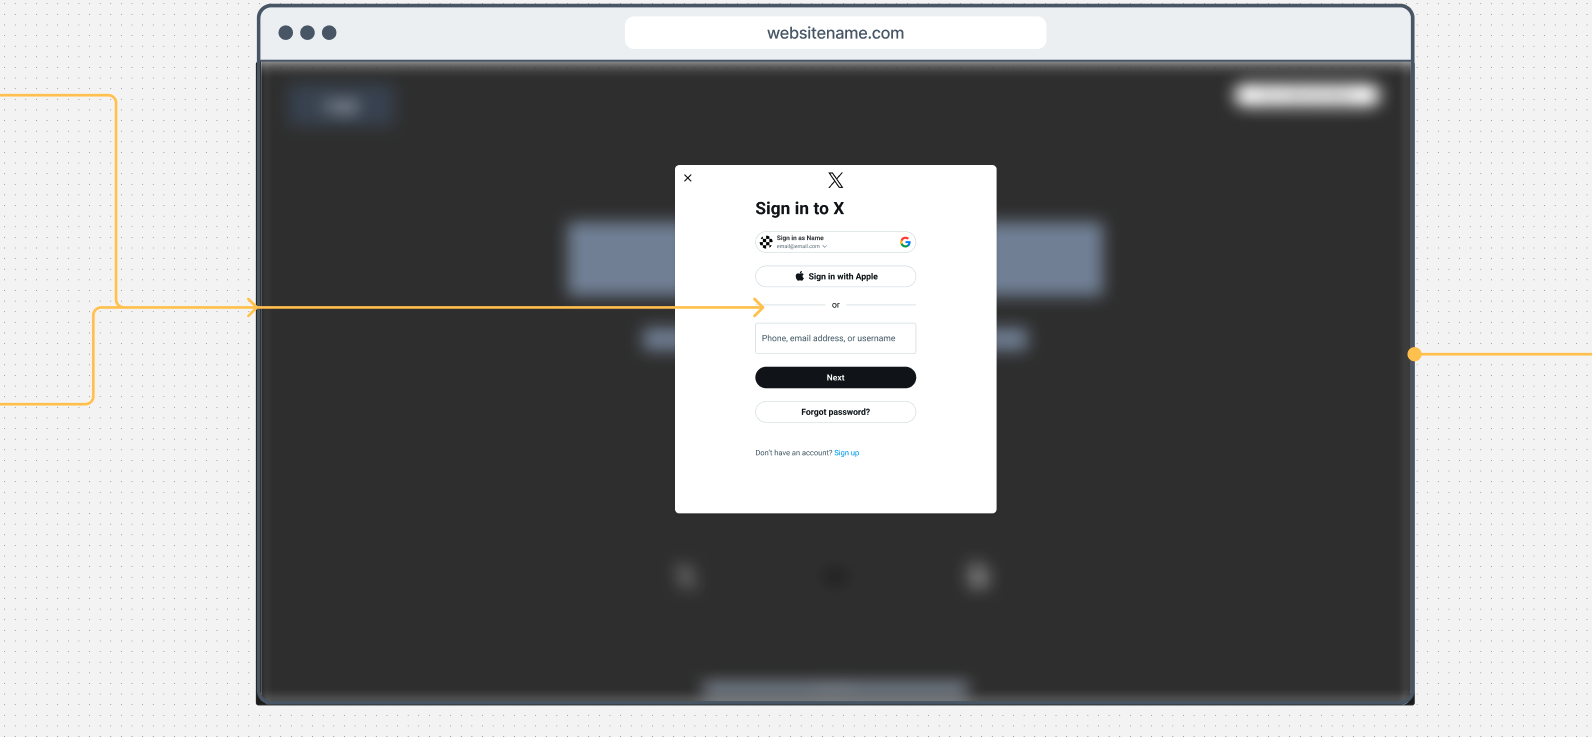 websitename.com
Sign in to X
Sign in as Name
email@email.com
Sign in with Apple
or
Phone, email address, or username
Next
Forgot password?
Don't have an account? Sign up